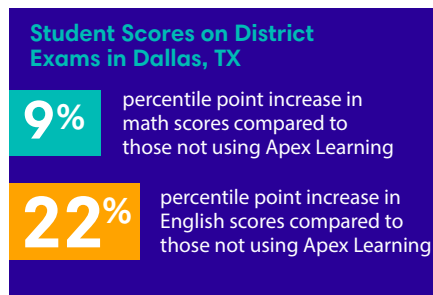 Student Scores on District
Exams in Dallas, TX
9%
percentile point increase in
math scores compared to
those not using Apex Learning
22%
percentile point increase in
English scores compared to
those not using Apex Learning